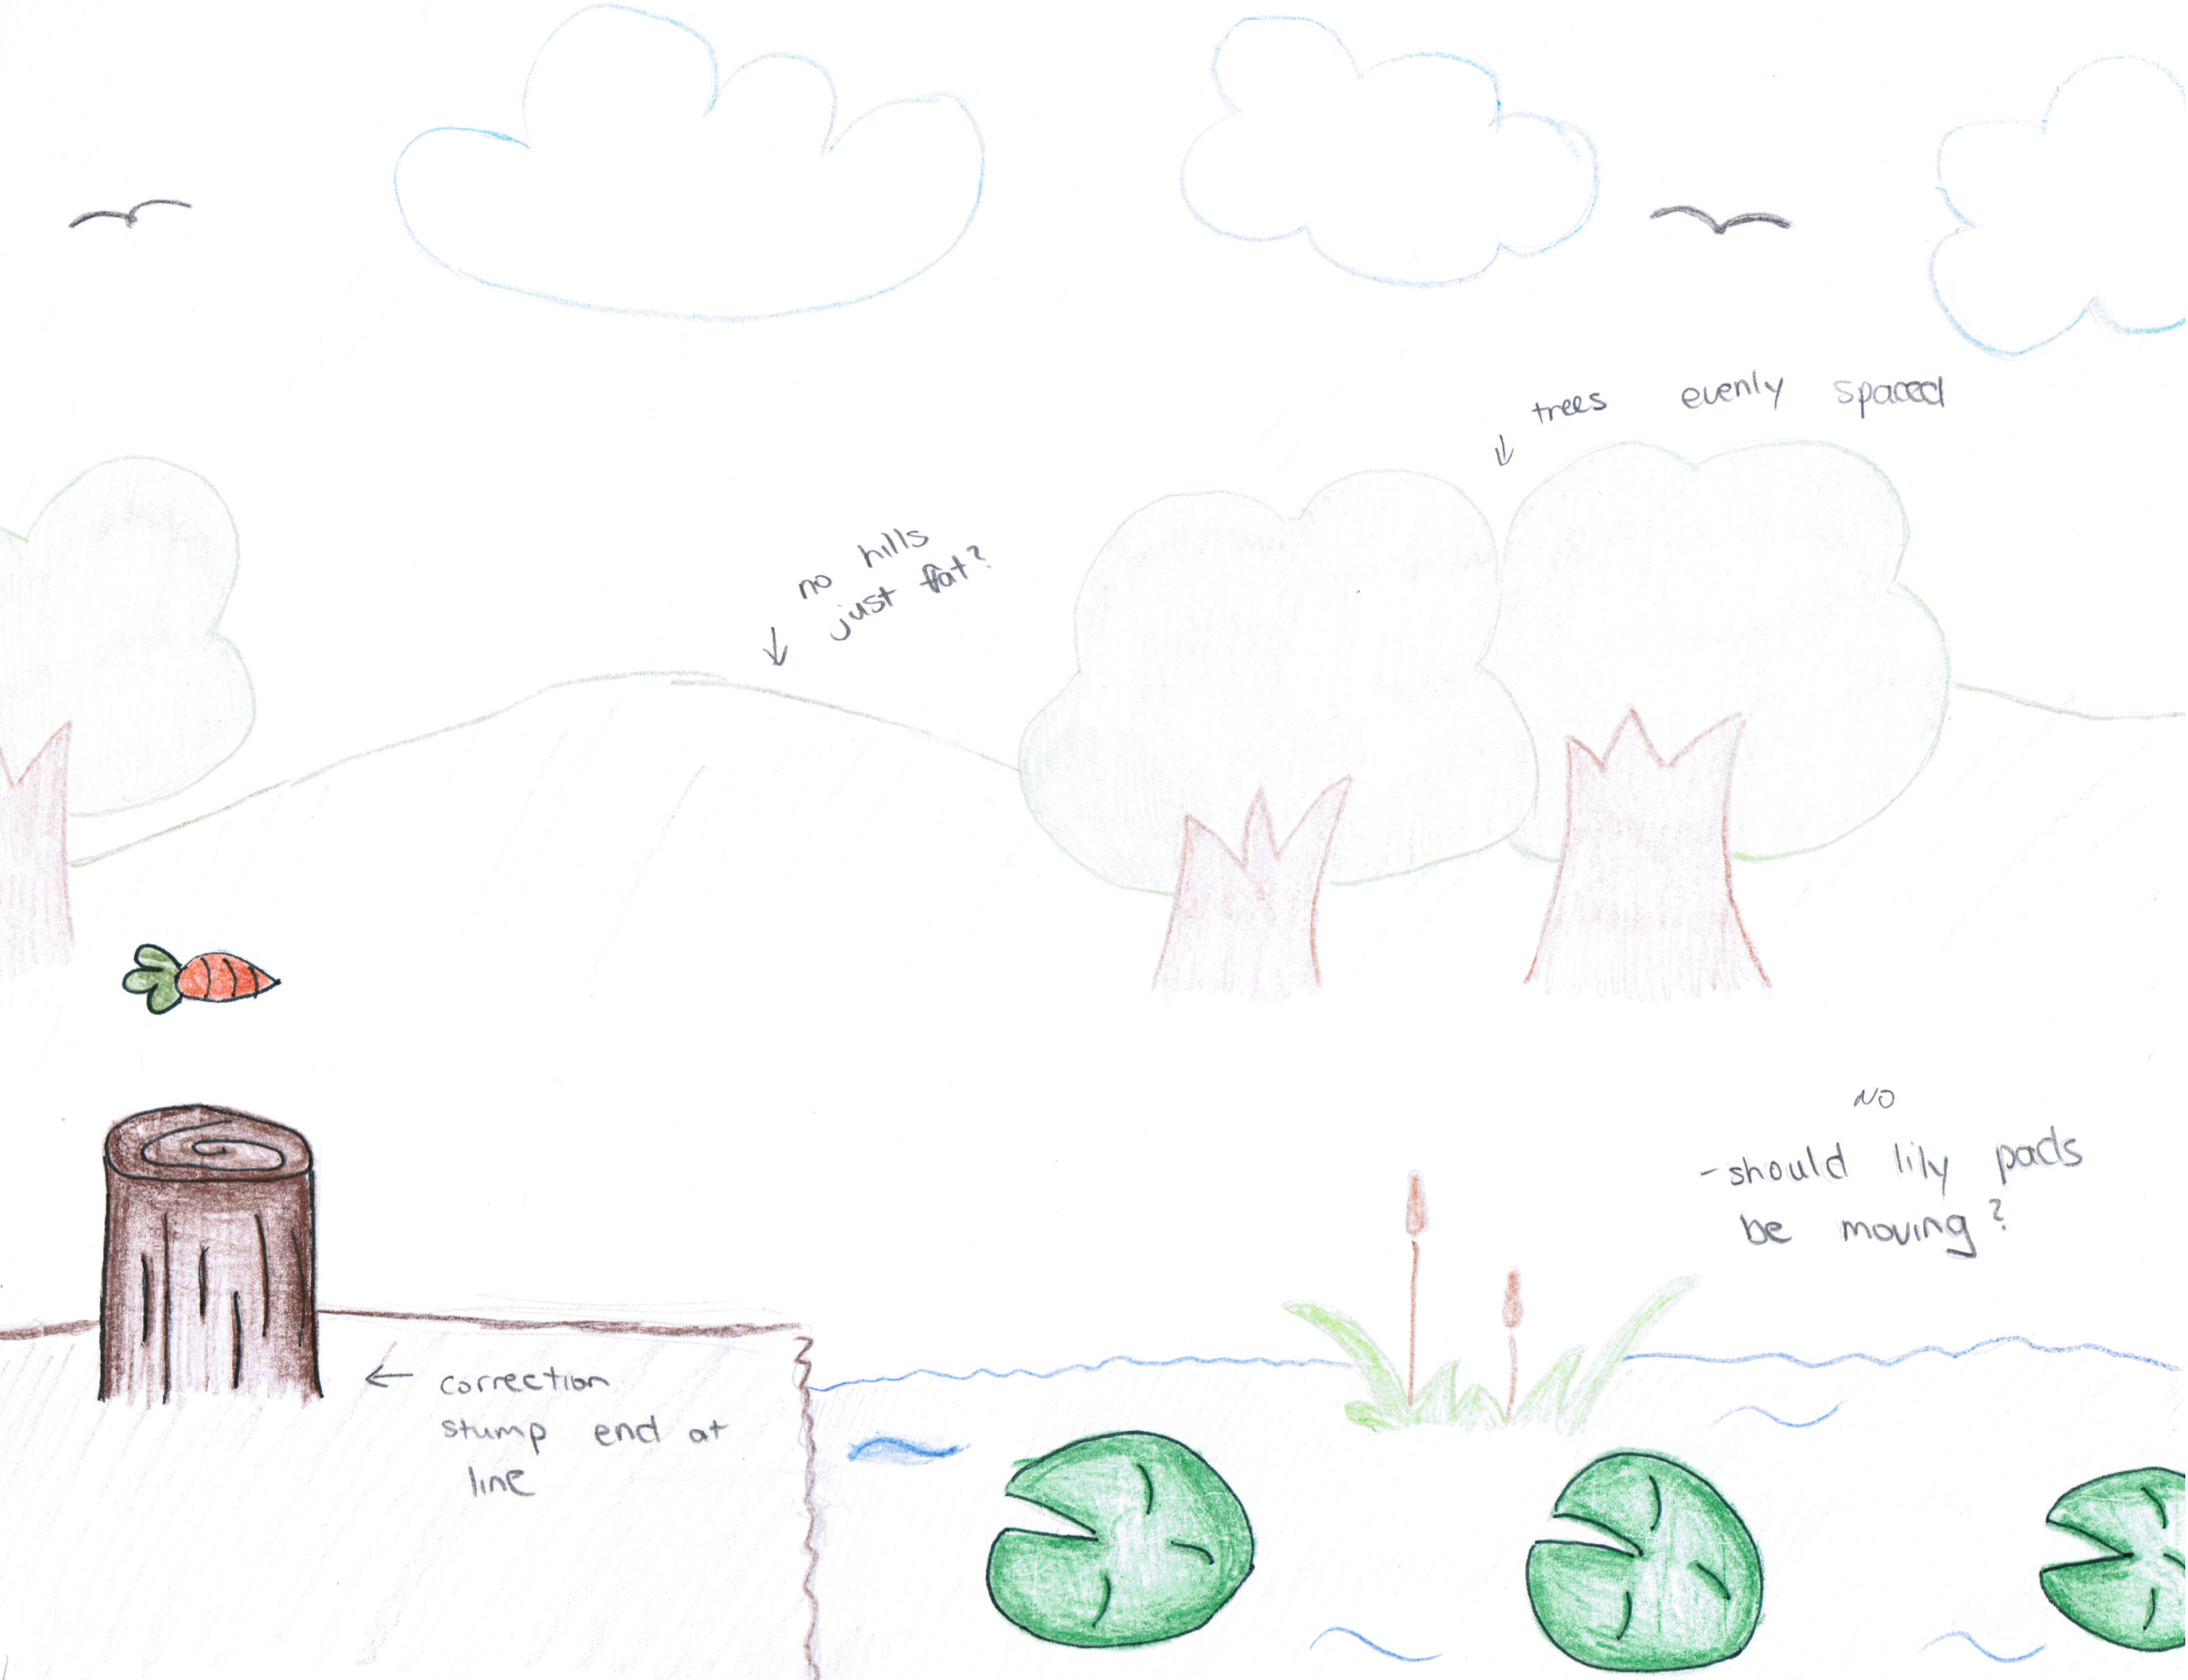 trees evenly spaced
no hills
just flat?
NO
-should lily pads
be moving?
correction
stump end at
line